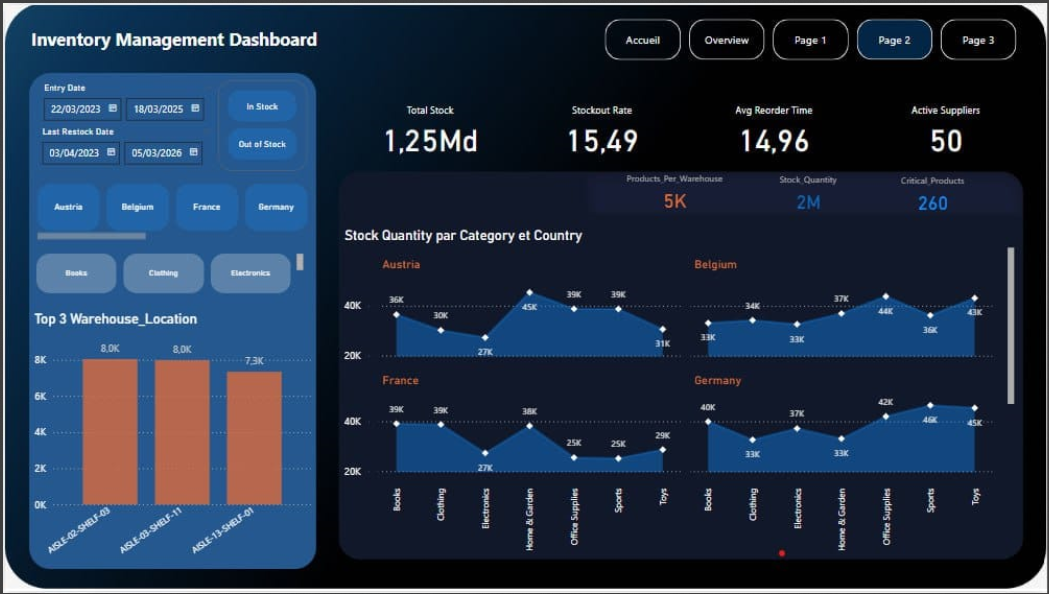 Inventory Management Dashboard
Accueil
Overview
Page 1
Page 2
Page 3
Entry Date
22/03/2023
18/03/2025
Last Restock Date
03/04/2023
05/03/2026
In Stock
Out of Stock
Austria
Belgium
France
Germany
Books
Clothing
Electronics
Top 3 Warehouse_Location
8,0K
8,0K
7,3K
8K
6K
4K
2K
0K
AISLE-02-SHELF-03
AISLE-03-SHELF-11
AISLE-13-SHELF-01
Total Stock
1,25Md
Stockout Rate
15,49
Avg Reorder Time
14,96
Active Suppliers
50
Products_Per_Warehouse
5K
Stock_Quantity
2M
Critical_Products
260
Stock Quantity par Category et Country
Austria
40K
20K
36K
30K
27K
45K
39K
39K
31K
Belgium
33K
34K
33K
37K
44K
36K
43K
France
40K
20K
39K
39K
27K
38K
25K
25K
29K
Germany
40K
33K
37K
33K
42K
46K
45K
Books
Clothing
Electronics
Home & Garden
Office Supplies
Sports
Toys
Books
Clothing
Electronics
Home & Garden
Office Supplies
Sports
Toys